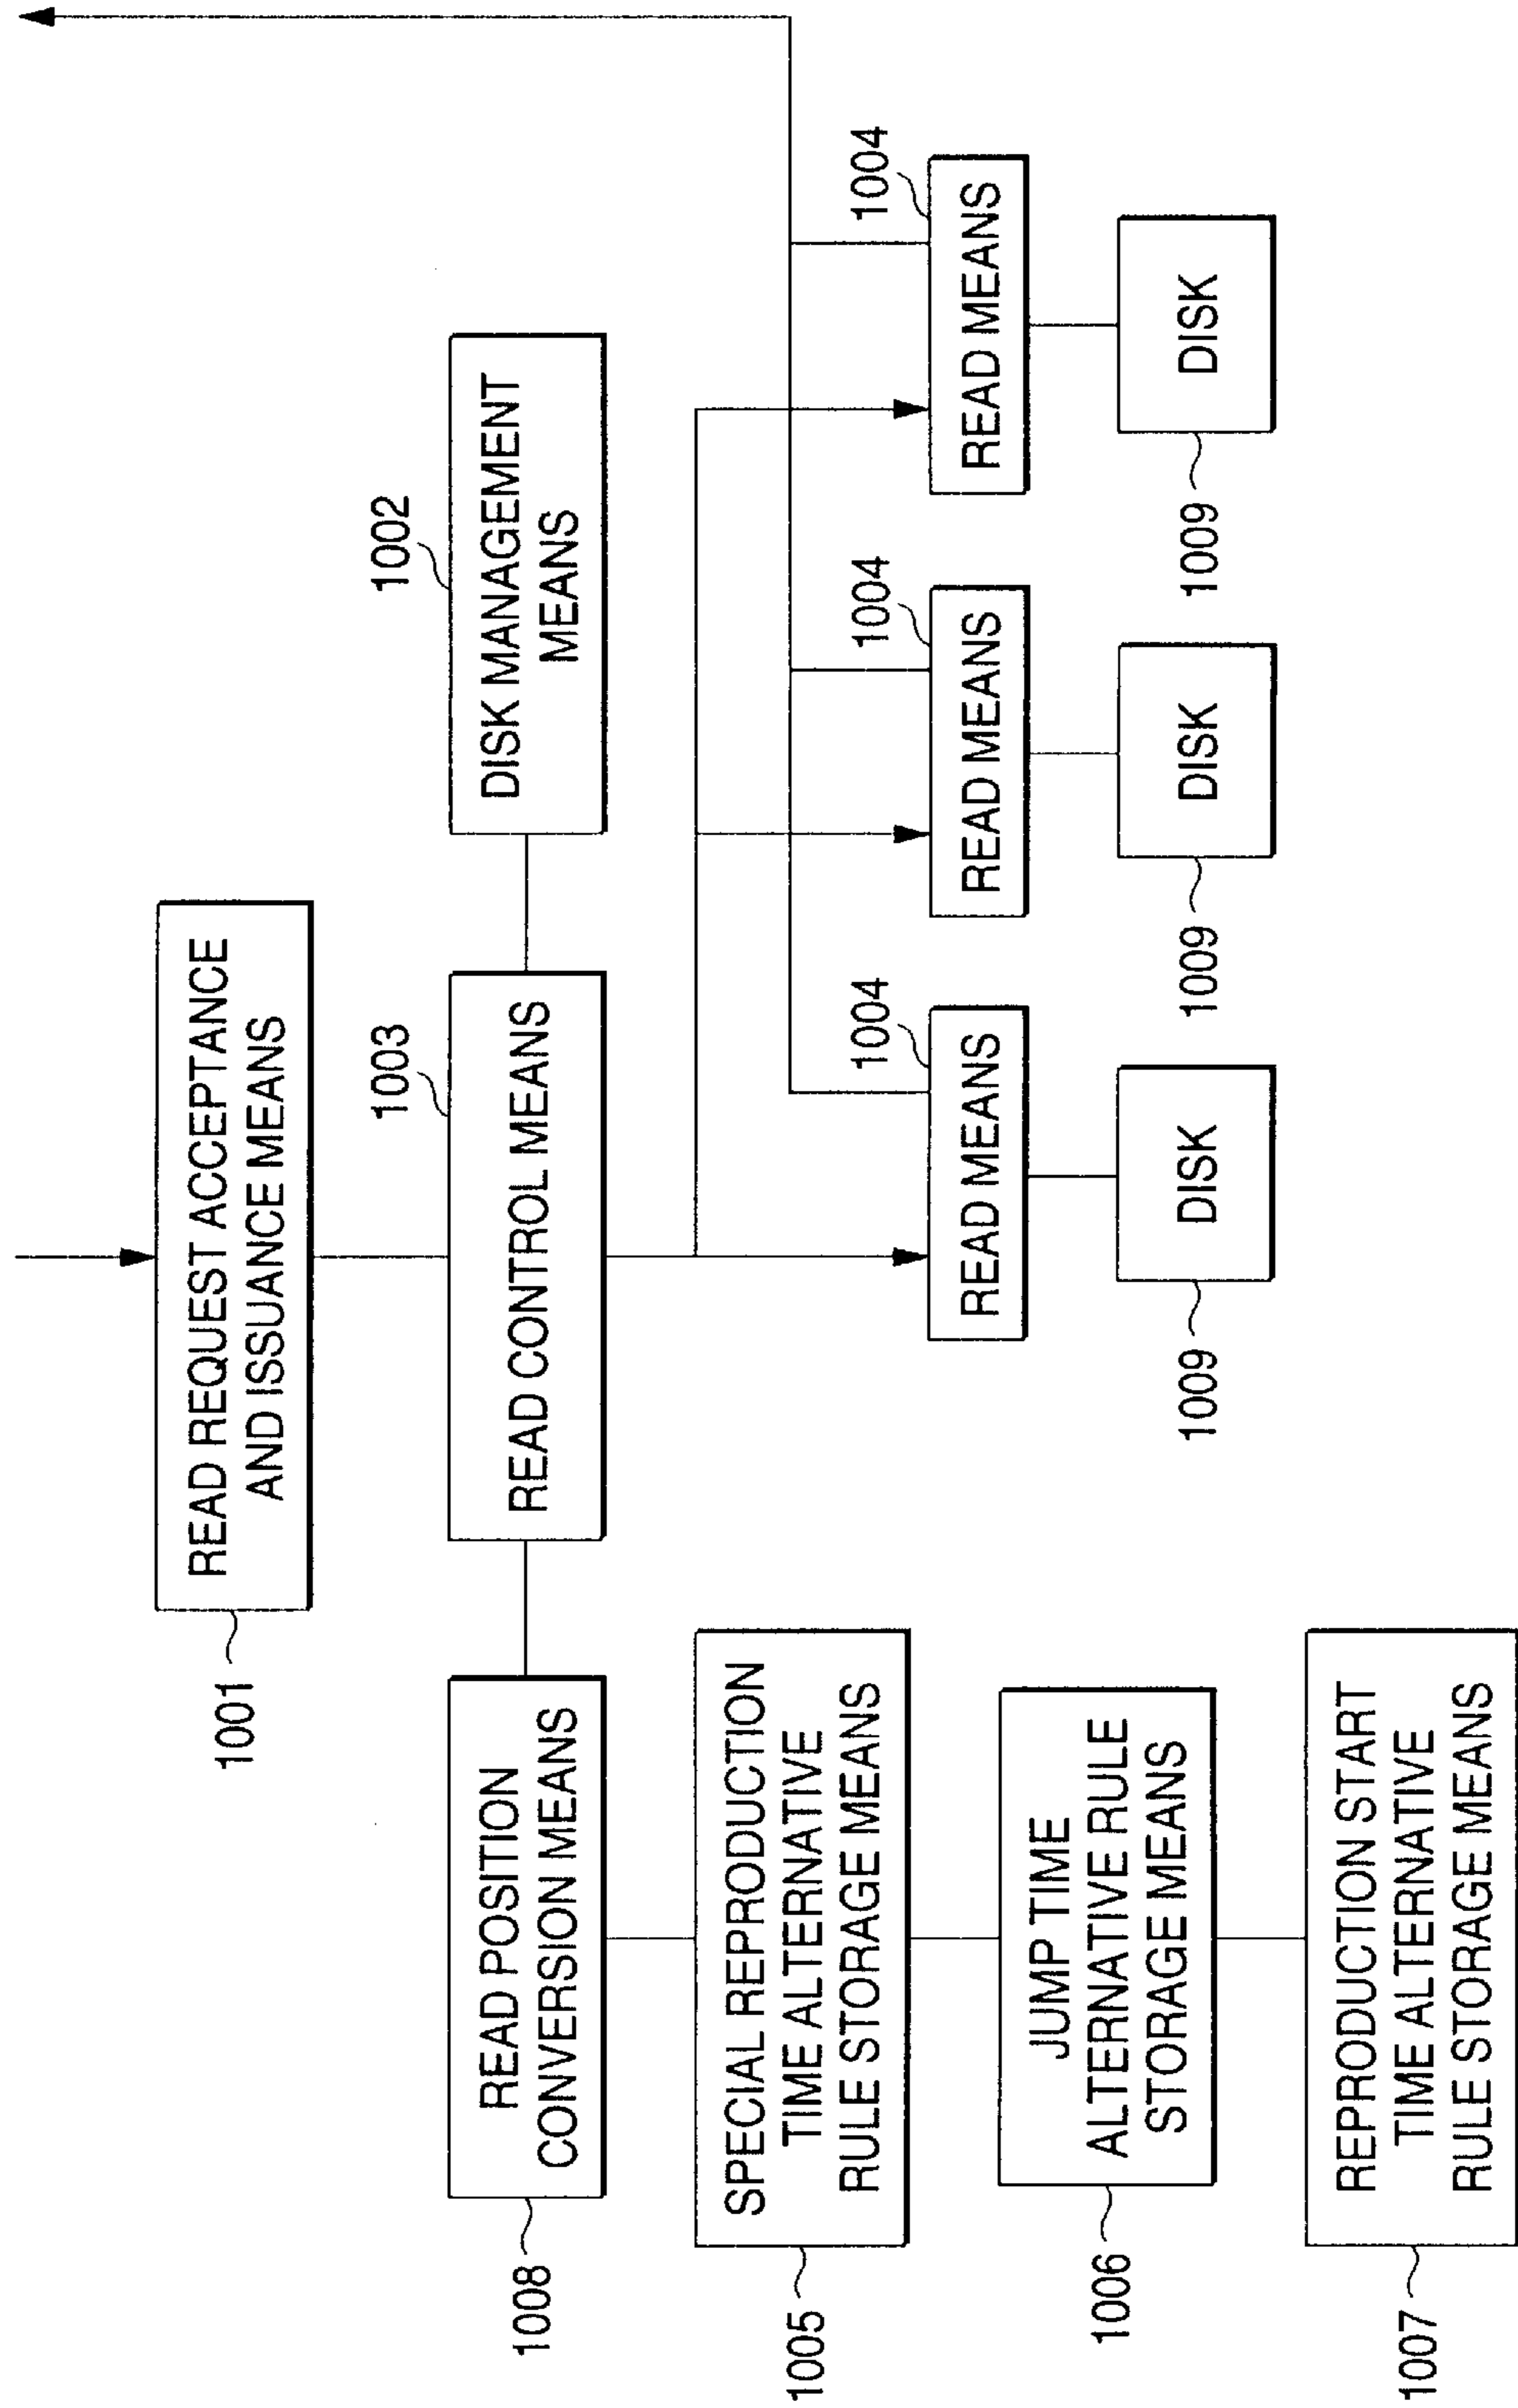 READ REQUEST ACCEPTANCE
AND ISSUANCE MEANS
1001
1003
1002
READ POSITION
CONVERSION MEANS
1008
READ CONTROL MEANS
DISK MANAGEMENT
MEANS
SPECIAL REPRODUCTION
TIME ALTERNATIVE
RULE STORAGE MEANS
1005
1004
1004
1004
READ MEANS
READ MEANS
READ MEANS
JUMP TIME
ALTERNATIVE RULE
STORAGE MEANS
1006
1009
DISK
1009
DISK
1009
DISK
REPRODUCTION START
TIME ALTERNATIVE
RULE STORAGE MEANS
1007